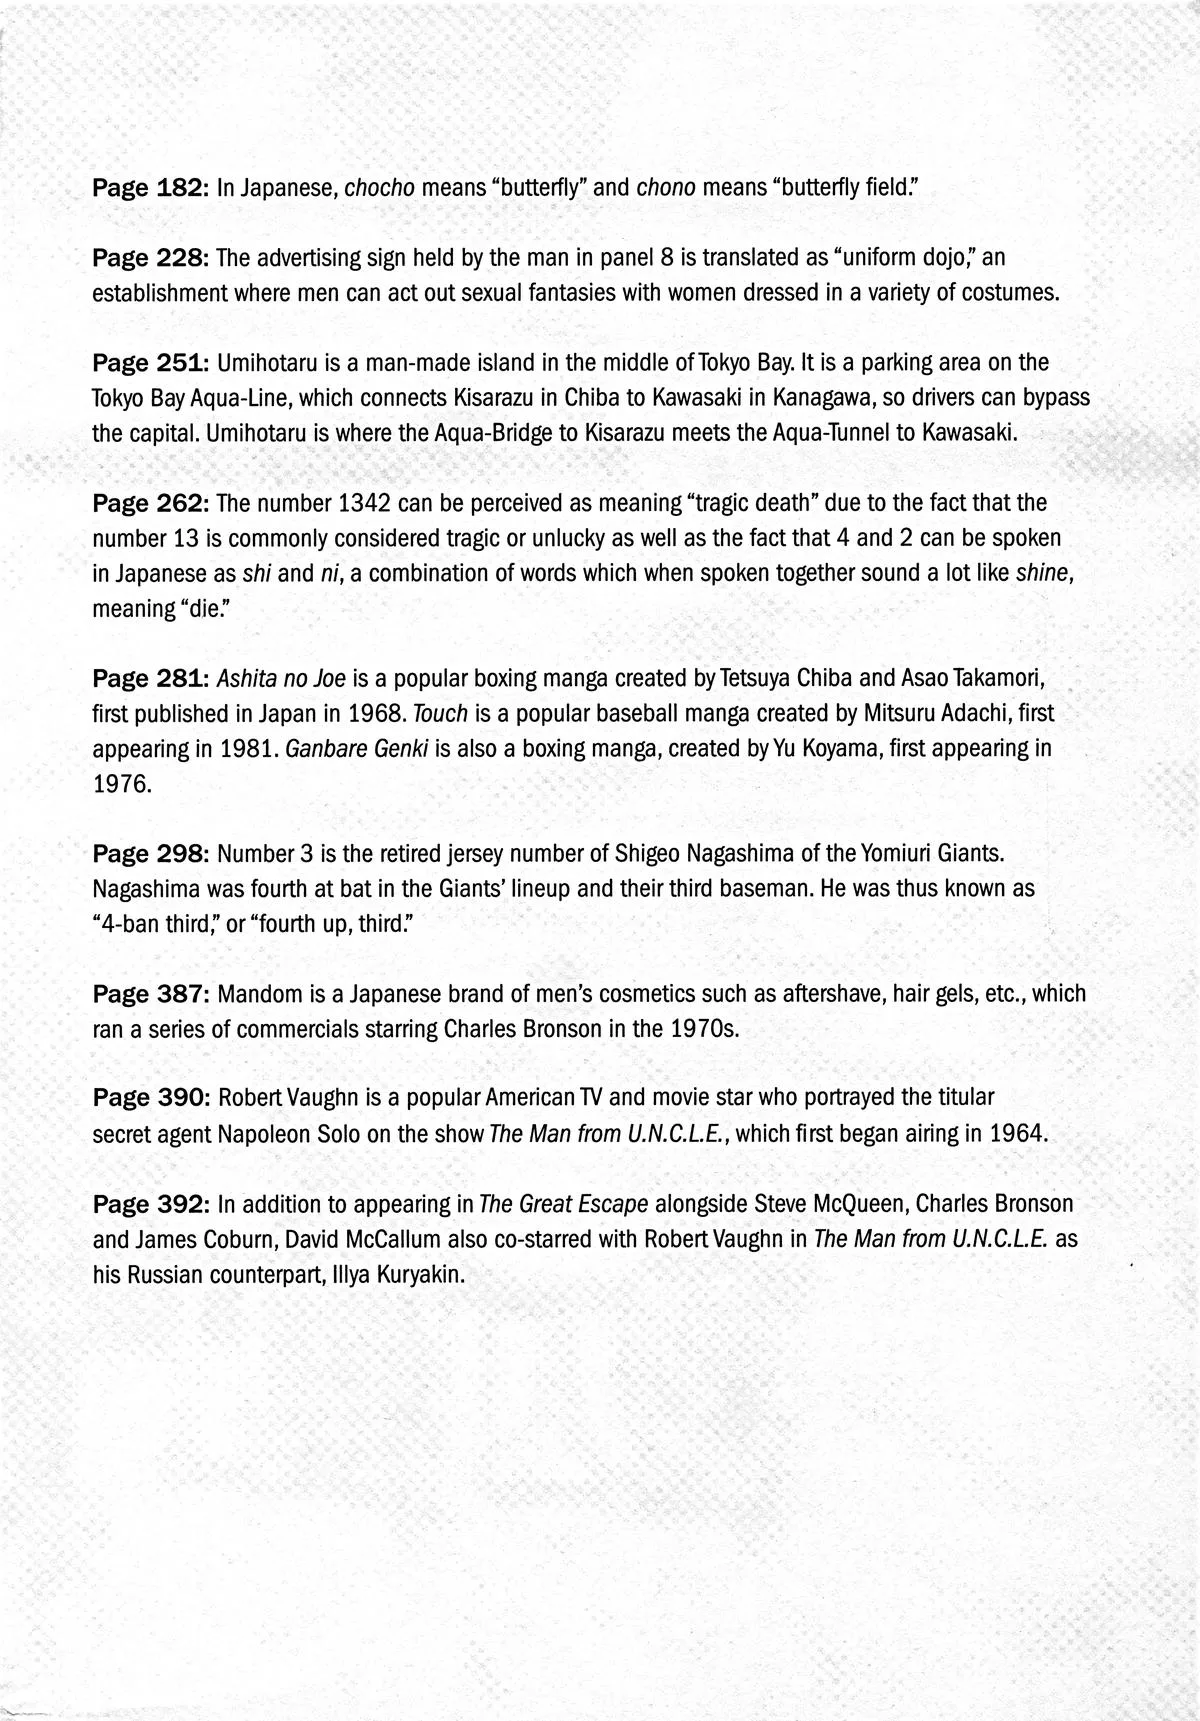 Page 182: In Japanese, chocho means “butterfly” and chono means “butterfly field.”
Page 228: The advertising sign held by the man in panel 8 is translated as “uniform dojo,” an
establishment where men can act out sexual fantasies with women dressed in a variety of costumes.
Page 251: Umihotaru is a man-made island in the middle of Tokyo Bay. It is a parking area on the
Tokyo Bay Aqua-Line, which connects Kisarazu in Chiba to Kawasaki in Kanagawa, so drivers can bypass
the capital. Umihotaru is where the Aqua-Bridge to Kisarazu meets the Aqua-Tunnel to Kawasaki.
Page 262: The number 1342 can be perceived as meaning “tragic death” due to the fact that the
number 13 is commonly considered tragic or unlucky as well as the fact that 4 and 2 can be spoken
in Japanese as shi and ni, a combination of words which when spoken together sound a lot like shine,
meaning “die.”
Page 281: Ashita no Joe is a popular boxing manga created by Tetsuya Chiba and Asao Takamori,
first published in Japan in 1968. Touch is a popular baseball manga created by Mitsuru Adachi, first
appearing in 1981. Ganbare Genki is also a boxing manga, created by Yu Koyama, first appearing in
1976.
Page 298: Number 3 is the retired jersey number of Shigeo Nagashima of the Yomiuri Giants.
Nagashima was fourth at bat in the Giants’ lineup and their third baseman. He was thus known as
“4-ban third,” or “fourth up, third.”
Page 387: Mandom is a Japanese brand of men’s cosmetics such as aftershave, hair gels, etc., which
ran a series of commercials starring Charles Bronson in the 1970s.
Page 390: Robert Vaughn is a popular American TV and movie star who portrayed the titular
secret agent Napoleon Solo on the show The Man from U.N.C.L.E., which first began airing in 1964.
Page 392: In addition to appearing in The Great Escape alongside Steve McQueen, Charles Bronson
and James Coburn, David McCallum also co-starred with Robert Vaughn in The Man from U.N.C.L.E. as
his Russian counterpart, Illya Kuryakin.